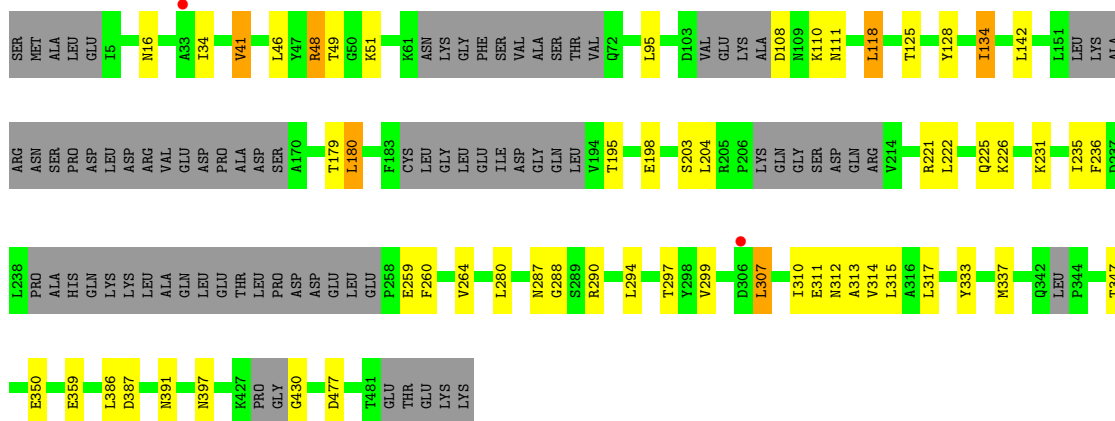 SER MET ALA LEU GLU I5 N16 A33 I34 V41 L46 Y47 R48 T49 G50 K51 K61 ASN LYS GLY PHE SER VAL ALA SER THR VAL Q72 L95 D103 VAL GLU LYS ALA D108 N109 K110 N111 L118 T125 Y128 I134 L142 L151 LEU LYS ALA
ARG ASN SER PRO ASP LEU ASP ARG VAL GLU ASP PRO ALA ASP SER A170 T179 L180 F183 CYS LEU GLY LEU GLU ILE ASP GLY GLN LEU V194 T195 E198 S203 L204 R205 P206 LYS GLN GLY SER ASP GLN ARG V214 R221 L222 Q225 K226 K231 I235 F236 D237
L238 PRO ALA HIS GLN LYS LYS LEU ALA GLN LEU GLU THR LEU PRO ASP ASP GLU LEU GLU P258 E259 F260 V264 L280 N287 G288 S289 R290 L294 T297 Y298 V299 D306 L307 I310 E311 N312 A313 V314 L315 A316 L317 Y333 M337 Q342 LEU P344 T347
E350 E359 L386 D387 N391 N397 K427 PRO GLY G430 D477 T481 GLU THR GLU LYS LYS